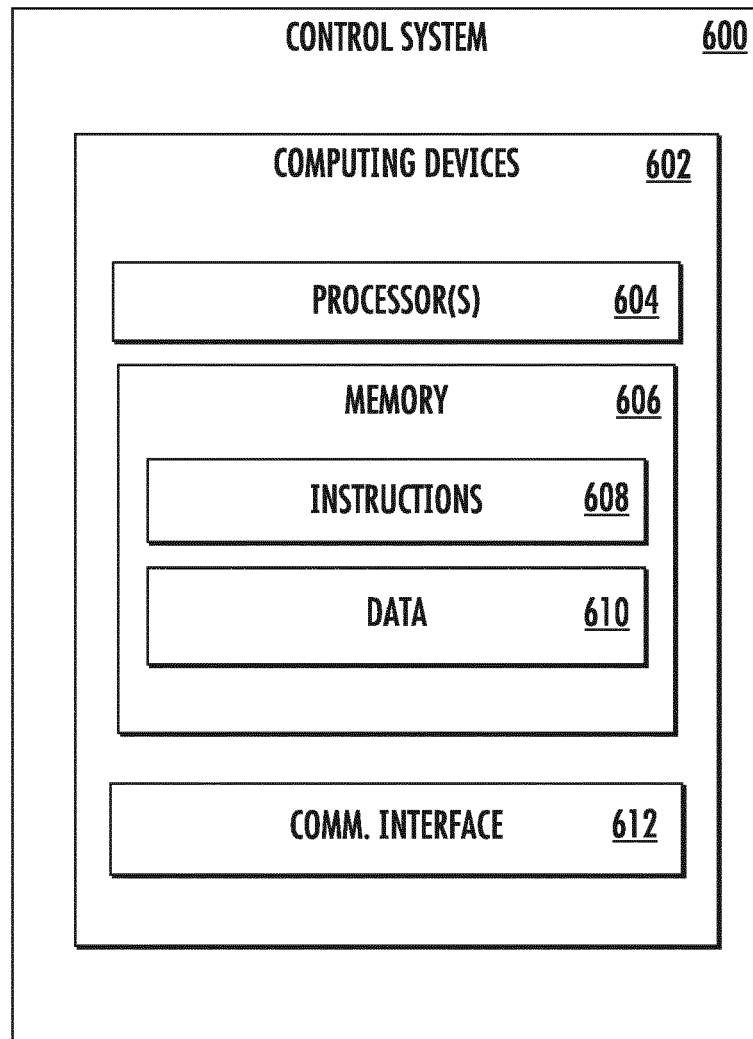 CONTROL SYSTEM 600
COMPUTING DEVICES 602
PROCESSOR(S) 604
MEMORY 606
INSTRUCTIONS 608
DATA 610
COMM. INTERFACE 612